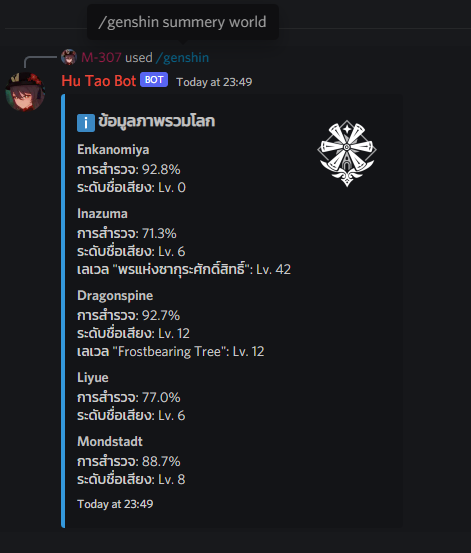 /genshin summery world
M-307 used /genshin
Hu Tao Bot BOT Today at 23:49
i ข้อมูลภาพรวมโลก
Enkanomiya
การสำรวจ: 92.8%
ระดับชื่อเสียง: Lv. 0
Inazuma
การสำรวจ: 71.3%
ระดับชื่อเสียง: Lv. 6
เลเวล "พรแห่งซากุระศักดิ์สิทธิ์": Lv. 42
Dragonspine
การสำรวจ: 92.7%
ระดับชื่อเสียง: Lv. 12
เลเวล "Frostbearing Tree": Lv. 12
Liyue
การสำรวจ: 77.0%
ระดับชื่อเสียง: Lv. 6
Mondstadt
การสำรวจ: 88.7%
ระดับชื่อเสียง: Lv. 8
Today at 23:49